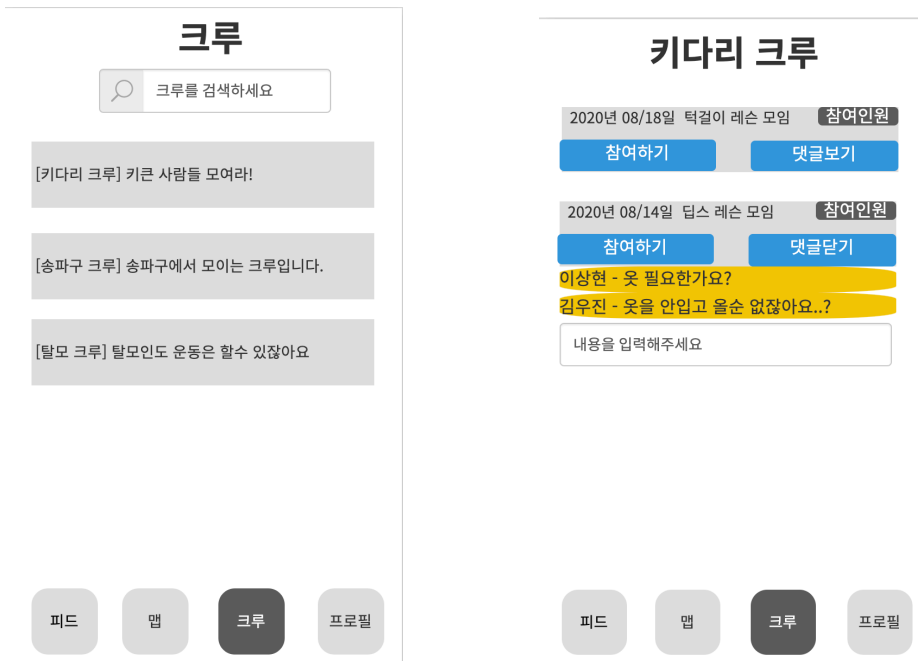 크루
크루를 검색하세요
[키다리 크루] 키큰 사람들 모여라!
[송파구 크루] 송파구에서 모이는 크루입니다.
[탈모 크루] 탈모인도 운동은 할수 있잖아요
피드 맵 크루 프로필
키다리 크루
2020년 08/18일 턱걸이 레슨 모임 참여인원
참여하기 댓글보기
2020년 08/14일 딥스 레슨 모임 참여인원
참여하기 댓글닫기
이상현 - 옷 필요한가요?
김우진 - 옷을 안입고 올순 없잖아요..?
내용을 입력해주세요
피드 맵 크루 프로필